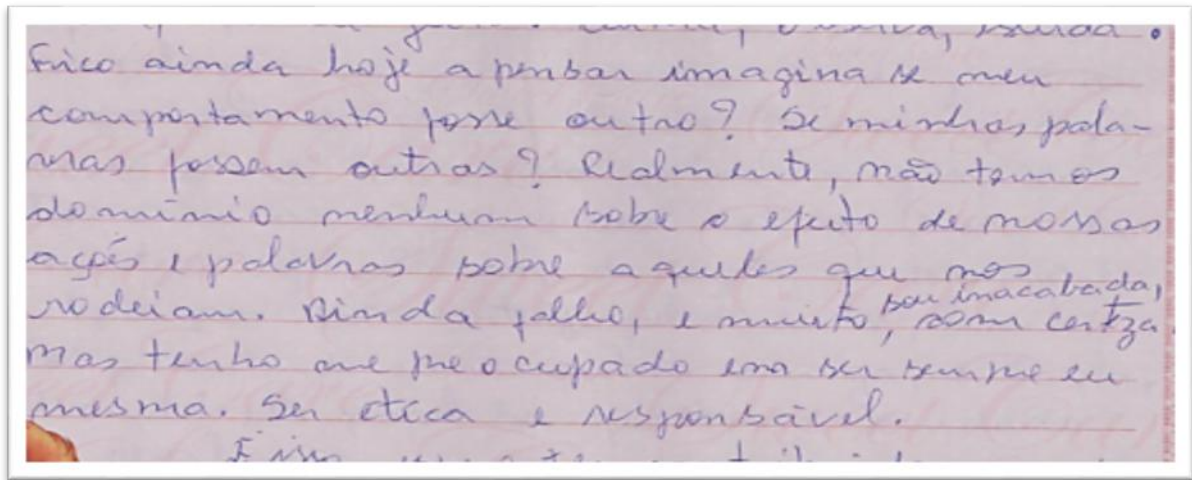 Fico ainda hoje a pensar imagina se meu
comportamento fosse outro? Se minhas pala-
vras fossem outras? Realmente, não temos
domínio nenhum sobre o efeito de nossas
ações e palavras sobre aqueles que nos
rodeiam. Ainda falho, e muito, sou inacabada, com certeza.
Mas tenho me preocupado em ser sempre eu
mesma. Ser ética e responsável.